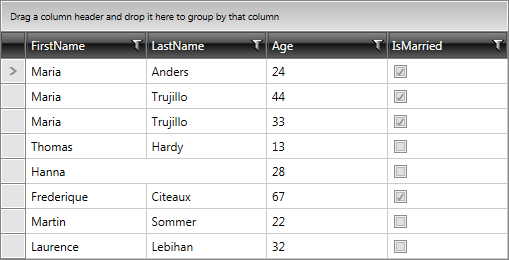 Drag a column header and drop it here to group by that column
FirstName LastName Age IsMarried
Maria Anders 24
Maria Trujillo 44
Maria Trujillo 33
Thomas Hardy 13
Hanna 28
Frederique Citeaux 67
Martin Sommer 22
Laurence Lebihan 32